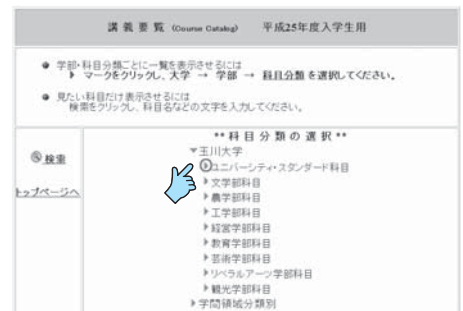 講義要覧 (Course Catalog) 平成25年度入学生用
● 学部・科目分類ごとに一覧を表示させるには
▶ マークをクリックし、大学 → 学部 → 科目分類 を選択してください。
● 見たい科目だけ表示させるには
検索をクリックし、科目名などの文字を入力してください。
検索
トップページへ
**科目分類の選択**
▼玉川大学
▶ユニバーシティ・スタンダード科目
▶文学部科目
▶農学部科目
▶工学部科目
▶経営学部科目
▶教育学部科目
▶芸術学部科目
▶リベラルアーツ学部科目
▶観光学部科目
▶学問領域分類別